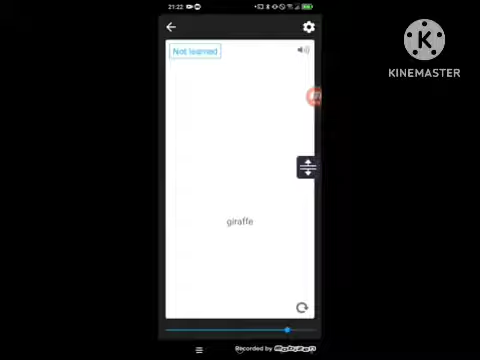 21:22
Not learned
K
KINEMASTER
giraffe
Recorded by